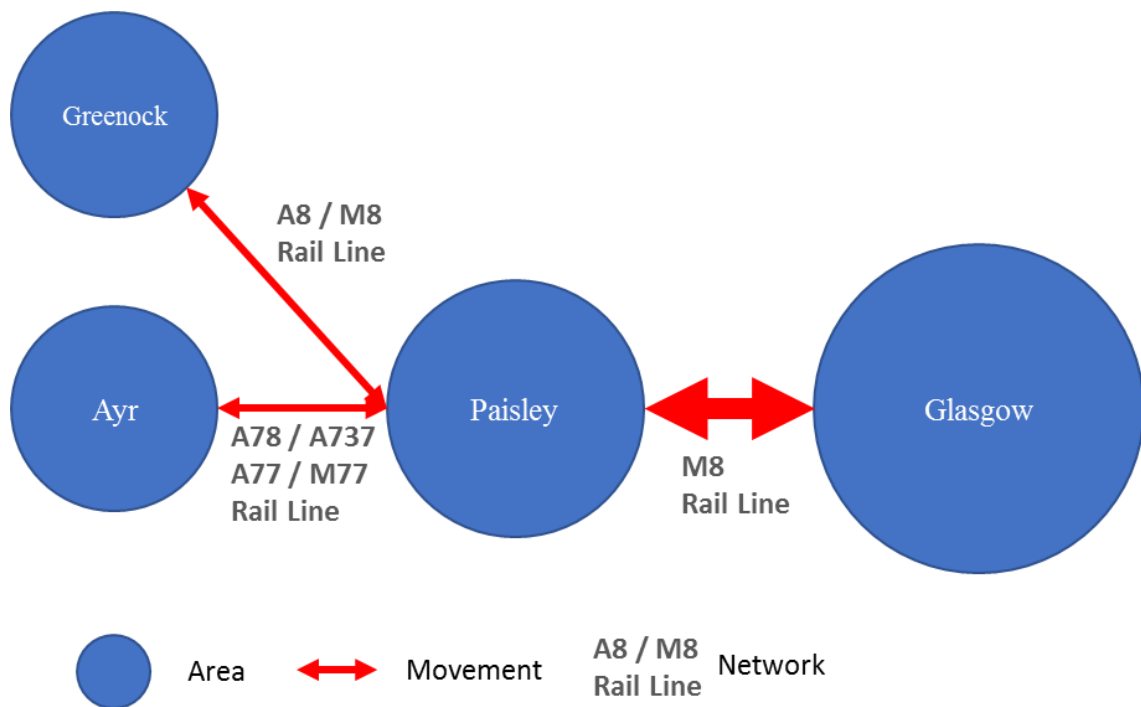 Greenock
A8 / M8
Rail Line
Ayr
Paisley
Glasgow
A78 / A737
A77 / M77
Rail Line
M8
Rail Line
Area
Movement
A8 / M8
Rail Line
Network